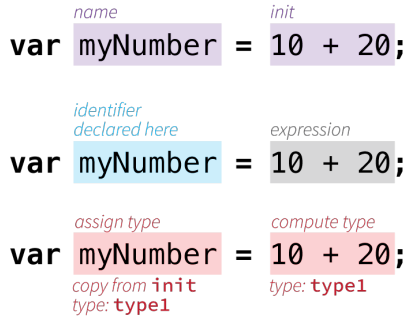 name init
var myNumber = 10 + 20;
identifier
declared here expression
var myNumber = 10 + 20;
assign type compute type
var myNumber = 10 + 20;
copy from init type: type1
type: type1